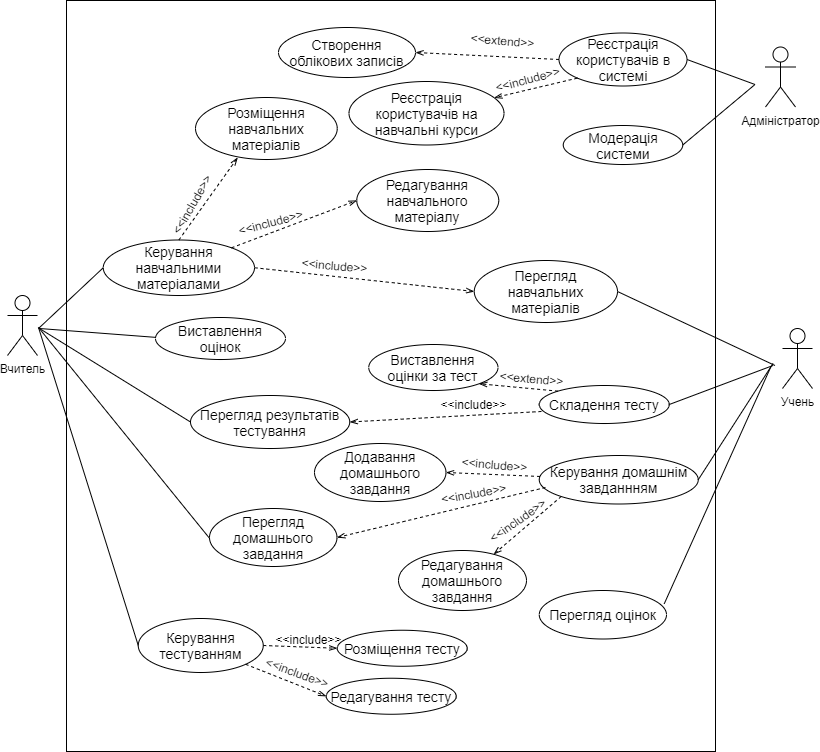 Створення
облікових записів
<<extend>>
Реєстрація
користувачів в
системі
<<include>>
Реєстрація
користувачів на
навчальні курси
Адміністратор
Модерація
системи
Розміщення
навчальних
матеріалів
<<include>>
Редагування
навчального
матеріалу
<<include>>
Керування
навчальними
матеріалами
<<include>>
Перегляд
навчальних
матеріалів
Вчитель
Виставлення
оцінок
Виставлення
оцінки за тест
<<extend>>
Учень
Перегляд результатів
тестування
<<include>>
Складення тесту
Додавання
домашнього
завдання
<<include>>
Керування домашнім
завданнням
<<include>>
Перегляд
домашнього
завдання
<<include>>
Редагування
домашнього
завдання
Перегляд оцінок
Керування
тестуванням
<<include>>
Розміщення тесту
<<include>>
Редагування тесту